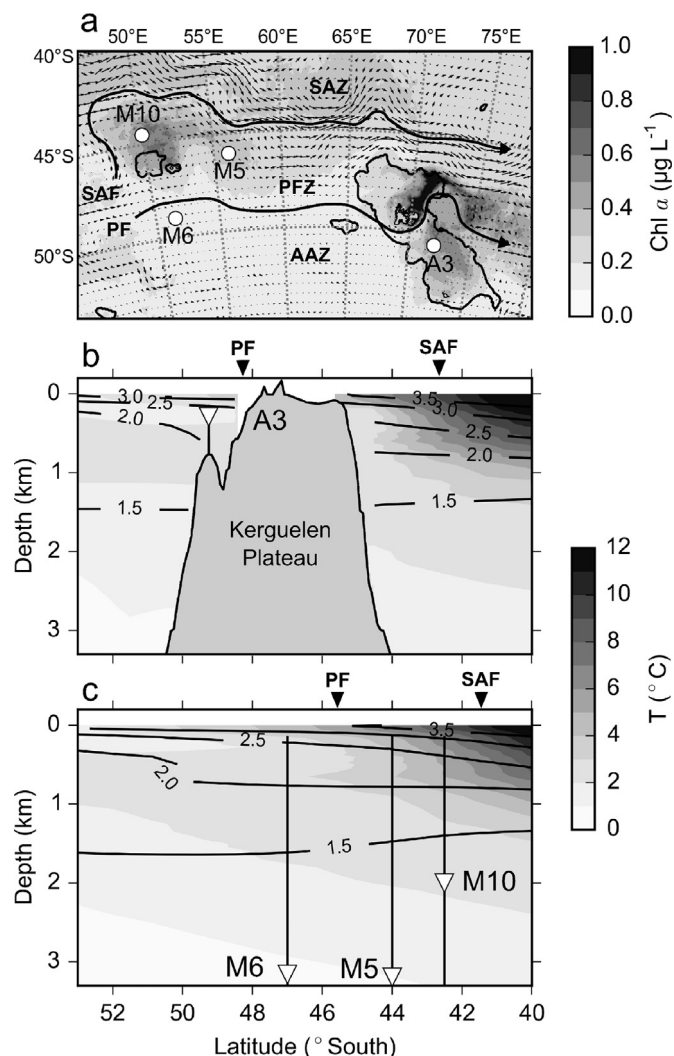 a
50°E 55°E 60°E 65°E 70°E 75°E
40°S
45°S
50°S
SAZ
M10
M5
SAF
PFZ
PF
M6
AAZ
A3
1.0
0.8
0.6
0.4
0.2
0.0
Chl a (µg L⁻¹)
b
PF SAF
0
1
2
3
Depth (km)
3.0
2.5
2.0
1.5
A3
Kerguelen
Plateau
3.5
3.0
2.5
2.0
1.5
c
PF SAF
0
1
2
3
Depth (km)
2.5
2.0
1.5
3.5
M10
M6 M5
52 50 48 46 44 42 40
Latitude (° South)
12
10
8
6
4
2
0
T (°C)